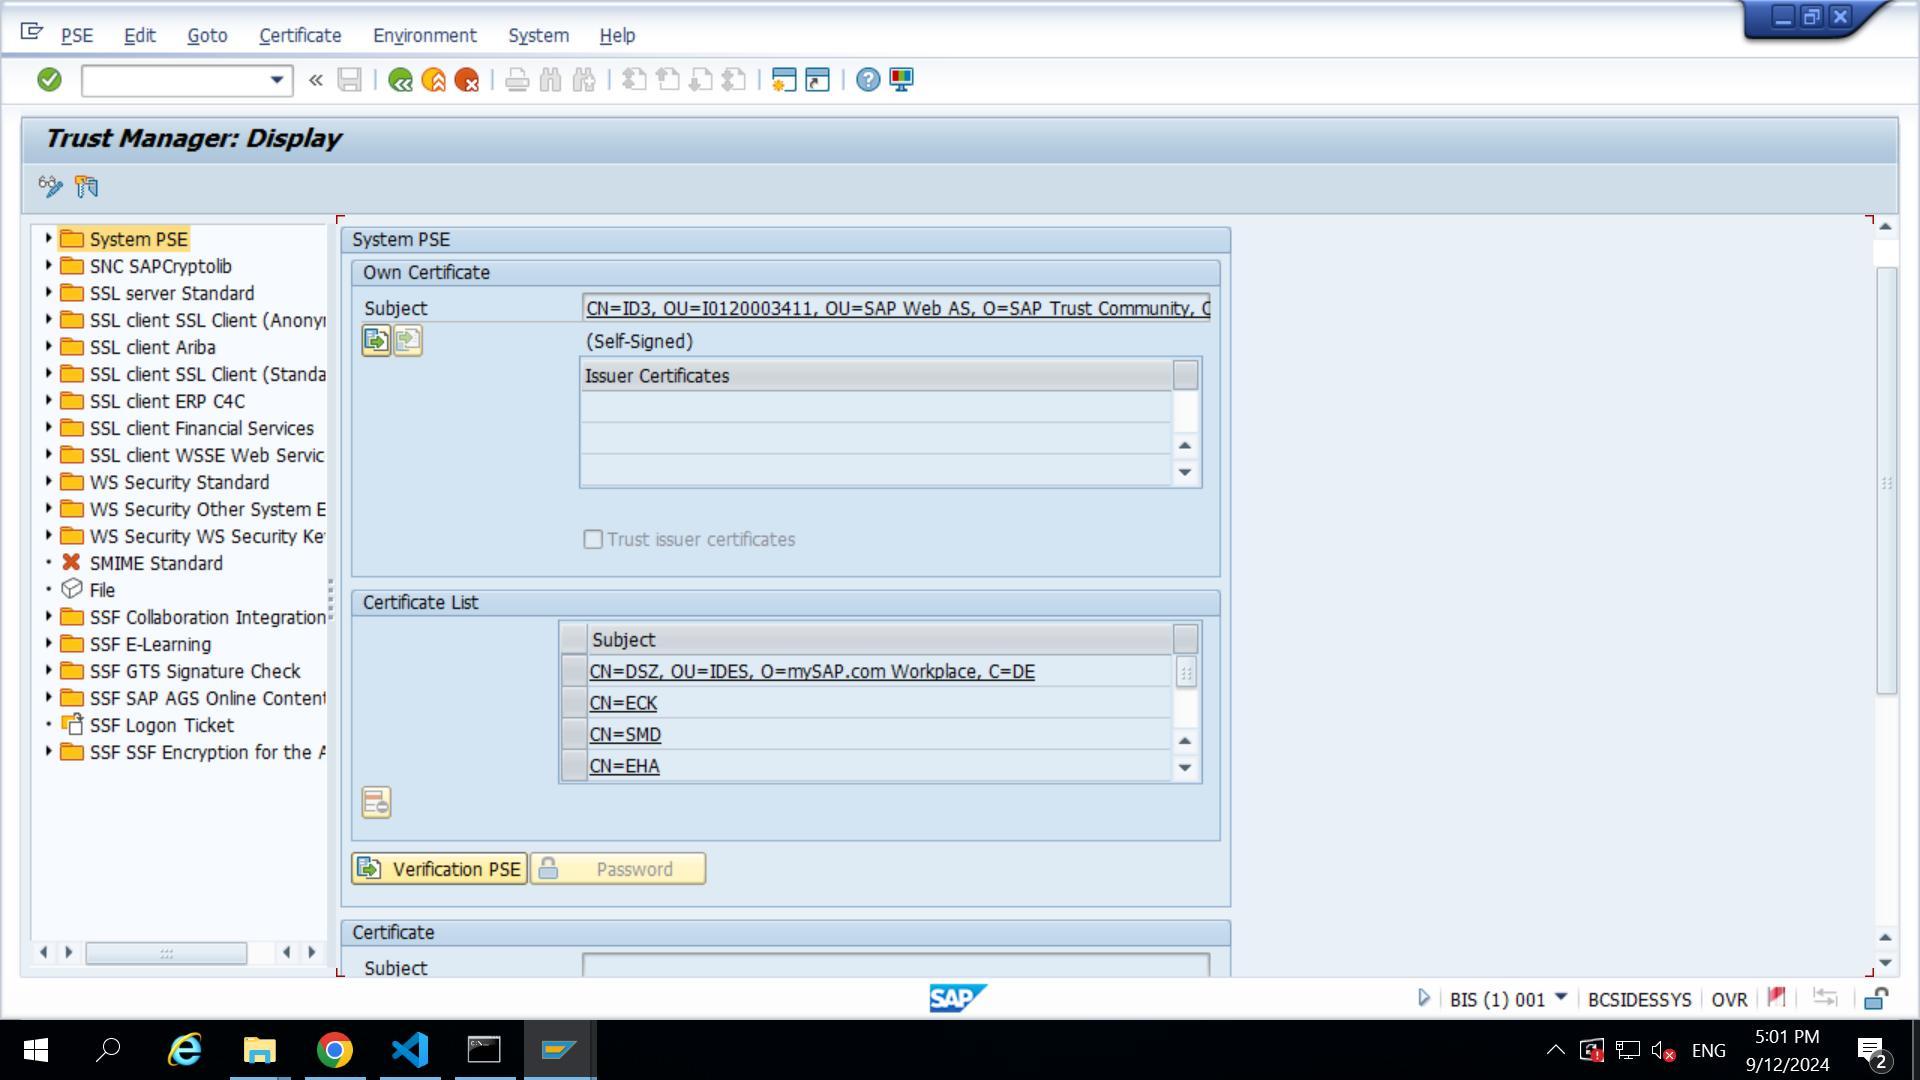 PSE Edit Goto Certificate Environment System Help
Trust Manager: Display
System PSE
SNC SAPCryptolib
SSL server Standard
SSL client SSL Client (Anony
SSL client Ariba
SSL client SSL Client (Standa
SSL client ERP C4C
SSL client Financial Services
SSL client WSSE Web Servic
WS Security Standard
WS Security Other System E
WS Security WS Security Ke
SMIME Standard
File
SSF Collaboration Integration
SSF E-Learning
SSF GTS Signature Check
SSF SAP AGS Online Content
SSF Logon Ticket
SSF SSF Encryption for the A
System PSE
Own Certificate
Subject CN=ID3, OU=I0120003411, OU=SAP Web AS, O=SAP Trust Community, C
(Self-Signed)
Issuer Certificates
Trust issuer certificates
Certificate List
Subject
CN=DSZ, OU=IDES, O=mySAP.com Workplace, C=DE
CN=ECK
CN=SMD
CN=EHA
Verification PSE Password
Certificate
Subject
SAP BIS (1) 001 BCSIDESSYS OVR
ENG 5:01 PM
9/12/2024 2